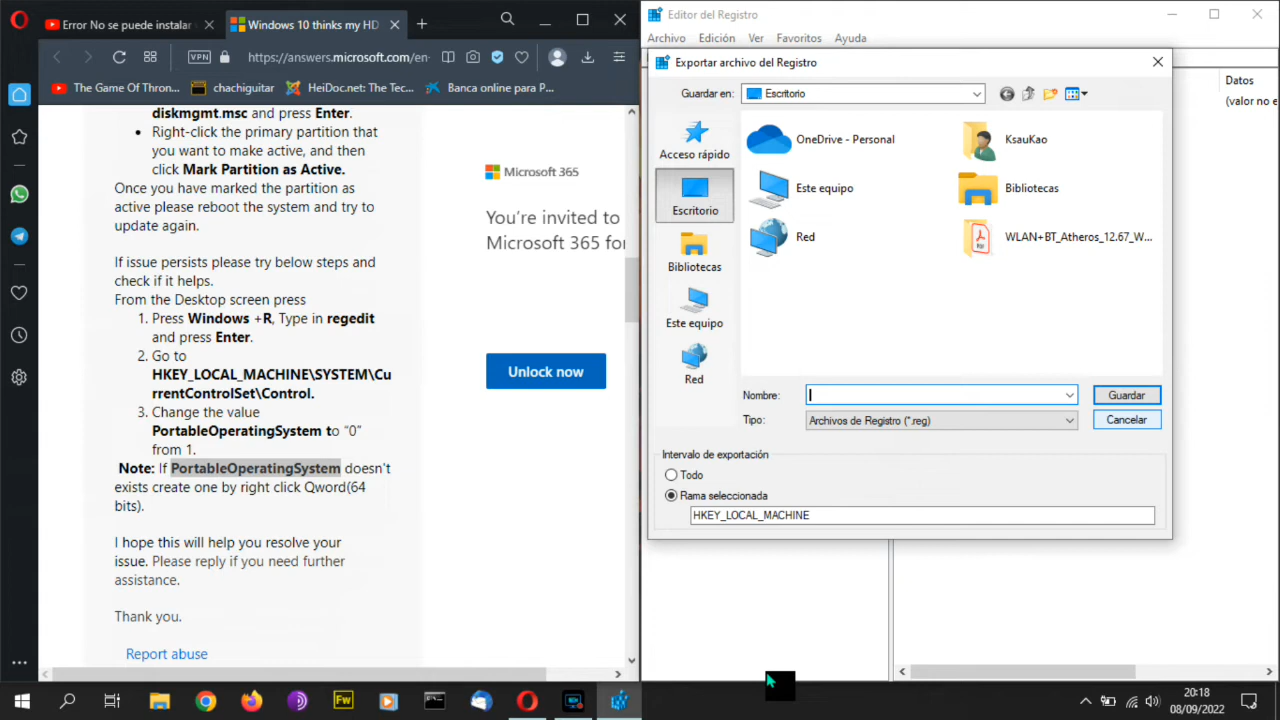 Error No se puede instalar
Windows 10 thinks my HD
VPN
https://answers.microsoft.com/en-
The Game Of Thron...
chachiguitar
HeiDoc.net: The Tec...
Banca online para P...
diskmgmt.msc and press Enter.
• Right-click the primary partition that
you want to make active, and then
click Mark Partition as Active.
Once you have marked the partition as
active please reboot the system and try to
update again.
If issue persists please try below steps and
check if it helps.
From the Desktop screen press
1. Press Windows +R, Type in regedit
and press Enter.
2. Go to
HKEY_LOCAL_MACHINE\SYSTEM\Cu
rrentControlSet\Control.
3. Change the value
PortableOperatingSystem to “0”
from 1.
Note: If PortableOperatingSystem doesn't
exists create one by right click Qword(64
bits).
I hope this will help you resolve your
issue. Please reply if you need further
assistance.
Thank you.
Report abuse
Microsoft 365
You’re invited to
Microsoft 365 for
Unlock now
Editor del Registro
Archivo Edición Ver Favoritos Ayuda
Datos
(valor no e
Exportar archivo del Registro
Guardar en:
Escritorio
Acceso rápido
Escritorio
Bibliotecas
Este equipo
Red
OneDrive - Personal
KsauKao
Este equipo
Bibliotecas
Red
WLAN+BT_Atheros_12.67_W...
Nombre:
Guardar
Tipo:
Archivos de Registro (*.reg)
Cancelar
Intervalo de exportación
Todo
Rama seleccionada
HKEY_LOCAL_MACHINE
Fw
20:18
08/09/2022